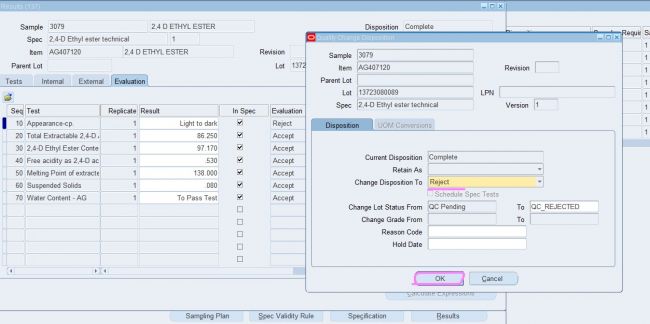 Results (137)
Sample 3079 2,4 D ETHYL ESTER Disposition Complete
Spec 2,4-D Ethyl ester technical 1
Item AG407120 2,4 D ETHYL ESTER Revision
Parent Lot Lot 1372
Tests Internal External Evaluation
Seq Test Replicate Result In Spec Evaluation
10 Appearance-cp. 1 Light to dark Reject
20 Total Extractable 2,4-D 1 86.250 Accept
30 2,4-D Ethyl Ester Conte 1 97.170 Accept
40 Free acidity as 2,4-D ac 1 .530 Accept
50 Melting Point of extracte 1 138.000 Accept
60 Suspended Solids 1 .080 Accept
70 Water Content - AG 1 To Pass Test Accept
Calculate Expressions
Sampling Plan Spec Validity Rule Specification Results
Quality Change Disposition
Sample 3079
Item AG407120 Revision
Parent Lot
Lot 13723080089 LPN
Spec 2,4-D Ethyl ester technical Version 1
Disposition UOM Conversions
Current Disposition Complete
Retain As
Change Disposition To Reject
Schedule Spec Tests
Change Lot Status From QC Pending To QC_REJECTED
Change Grade From To
Reason Code
Hold Date
OK Cancel